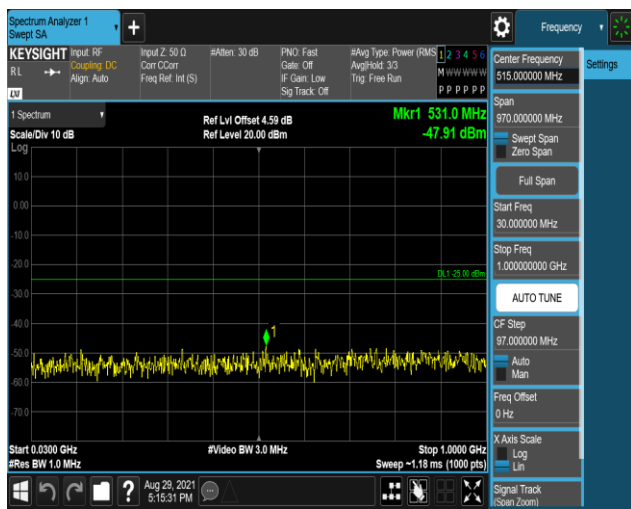 Spectrum Analyzer 1
Swept SA
+
Frequency
KEYSIGHT
RL
LXI
Input: RF
Coupling: DC
Align: Auto
Input Z: 50 Ω
Corr CCorr
Freq Ref: Int (S)
#Atten: 30 dB
PNO: Fast
Gate: Off
IF Gain: Low
Sig Track: Off
#Avg Type: Power (RMS
Avg|Hold: 3/3
Trig: Free Run
1 2 3 4 5 6
M W W W W W
P P P P P P
1 Spectrum
Scale/Div 10 dB
Log
Ref Lvl Offset 4.59 dB
Ref Level 20.00 dBm
Mkr1 531.0 MHz
-47.91 dBm
10.0
0.00
-10.0
-20.0
DL1 -25.00 dBm
-30.0
-40.0
1
-50.0
-60.0
-70.0
Start 0.0300 GHz
#Res BW 1.0 MHz
#Video BW 3.0 MHz
Stop 1.0000 GHz
Sweep ~1.18 ms (1000 pts)
?
Aug 29, 2021
5:15:31 PM
Center Frequency
515.000000 MHz
Settings
Span
970.000000 MHz
Swept Span
Zero Span
Full Span
Start Freq
30.000000 MHz
Stop Freq
1.000000000 GHz
AUTO TUNE
CF Step
97.000000 MHz
Auto
Man
Freq Offset
0 Hz
X Axis Scale
Log
Lin
Signal Track
(Span Zoom)